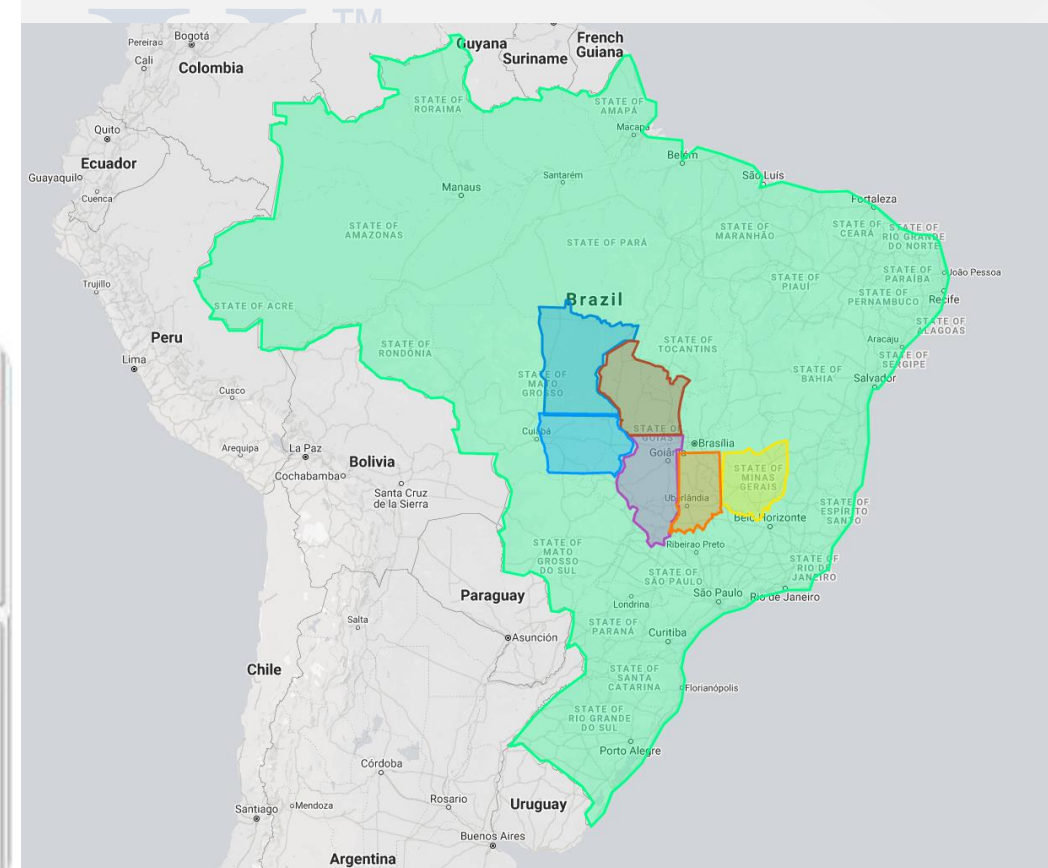 TM
Bogotá
Pereira
Cali
Colombia
Guyana
Suriname
French
Guiana
STATE OF
RORAIMA
STATE OF
AMAPÁ
Macapá
Quito
Ecuador
Guayaquil
Cuenca
Belém
São Luís
Santarém
Manaus
Fortaleza
STATE OF
AMAZONAS
STATE OF PARÁ
STATE OF
MARANHÃO
STATE OF
CEARÁ
STATE OF
RIO GRANDE
DO NORTE
STATE OF
PIAUÍ
STATE OF
PARAÍBA
João Pessoa
STATE OF
PERNAMBUCO
Recife
Trujillo
STATE OF ACRE
Brazil
STATE OF
ALAGOAS
Peru
STATE OF
RONDÔNIA
STATE OF
TOCANTINS
Aracaju
STATE OF
SERGIPE
Lima
STATE OF
MATO
GROSSO
STATE OF
BAHIA
Salvador
Cusco
Cuiabá
STATE OF
GOIÁS
Brasília
Arequipa
La Paz
Goiân
Bolivia
Cochabamba
STATE OF
MINAS
GERAIS
Santa Cruz
de la Sierra
Uberlândia
Belo Horizonte
STATE OF
ESPÍRITO
SANTO
Ribeirao Preto
STATE OF
MATO
GROSSO
DO SUL
STATE OF
RIO DE
JANEIRO
STATE OF
SÃO PAULO
São Paulo
Rio de Janeiro
Paraguay
Londrina
Salta
STATE OF
PARANÁ
Curitiba
Asunción
Chile
STATE OF
SANTA
CATARINA
Florianópolis
STATE OF
RIO GRANDE
DO SUL
Porto Alegre
Córdoba
Santiago
Mendoza
Rosario
Uruguay
Buenos Aires
Argentina